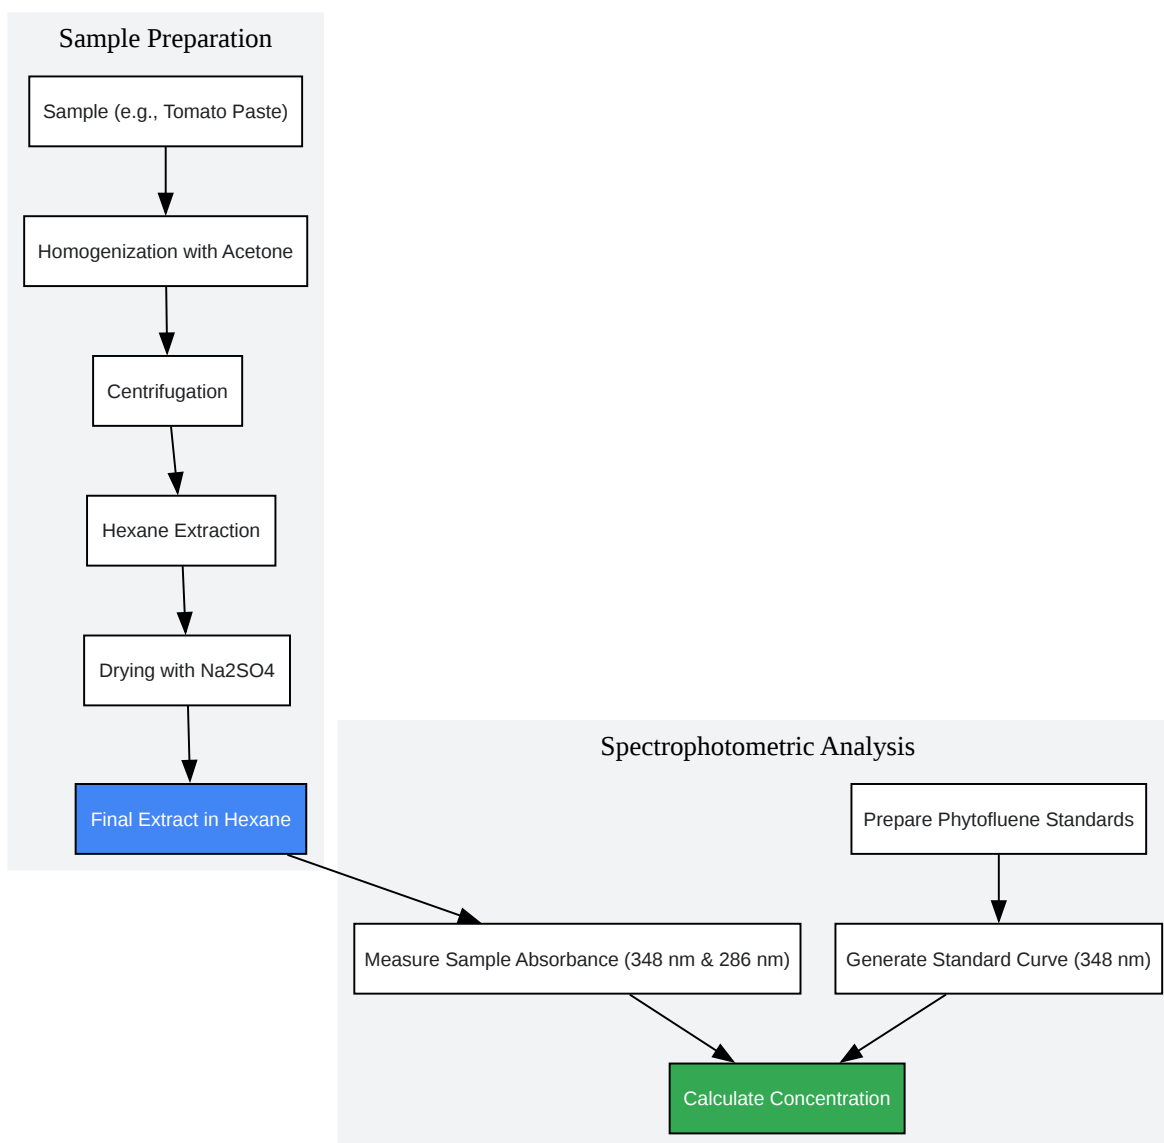 Sample Preparation
Sample (e.g., Tomato Paste)
Homogenization with Acetone
Centrifugation
Hexane Extraction
Drying with Na2SO4
Final Extract in Hexane
Spectrophotometric Analysis
Prepare Phytofluene Standards
Measure Sample Absorbance (348 nm & 286 nm)
Generate Standard Curve (348 nm)
Calculate Concentration